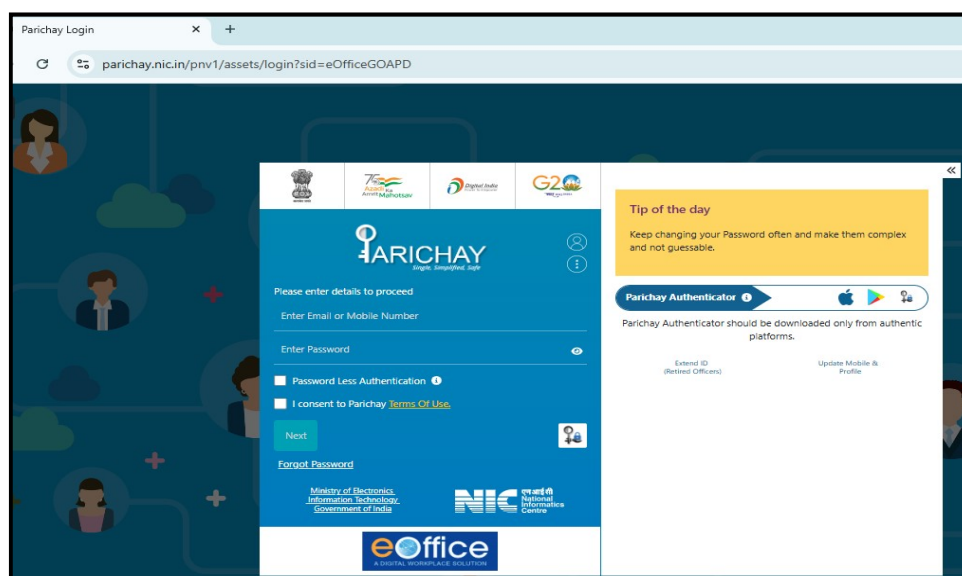 Parichay Login
parichay.nic.in/pnv1/assets/login?sid=eOfficeGOAPD
Azadi Ka
Amrit Mahotsav
Digital India
G20
PARICHAY
Single, Simplified, Safe
Please enter details to proceed
Enter Email or Mobile Number
Enter Password
Password Less Authentication
I consent to Parichay Terms Of Use.
Next
Forgot Password
Ministry of Electronics
Information Technology
Government of India
NIC
एन आई सी
National
Informatics
Centre
eOffice
A DIGITAL WORKPLACE SOLUTION
Tip of the day
Keep changing your Password often and make them complex
and not guessable.
Parichay Authenticator
Parichay Authenticator should be downloaded only from authentic
platforms.
Extend ID
(Retired Officers)
Update Mobile &
Profile